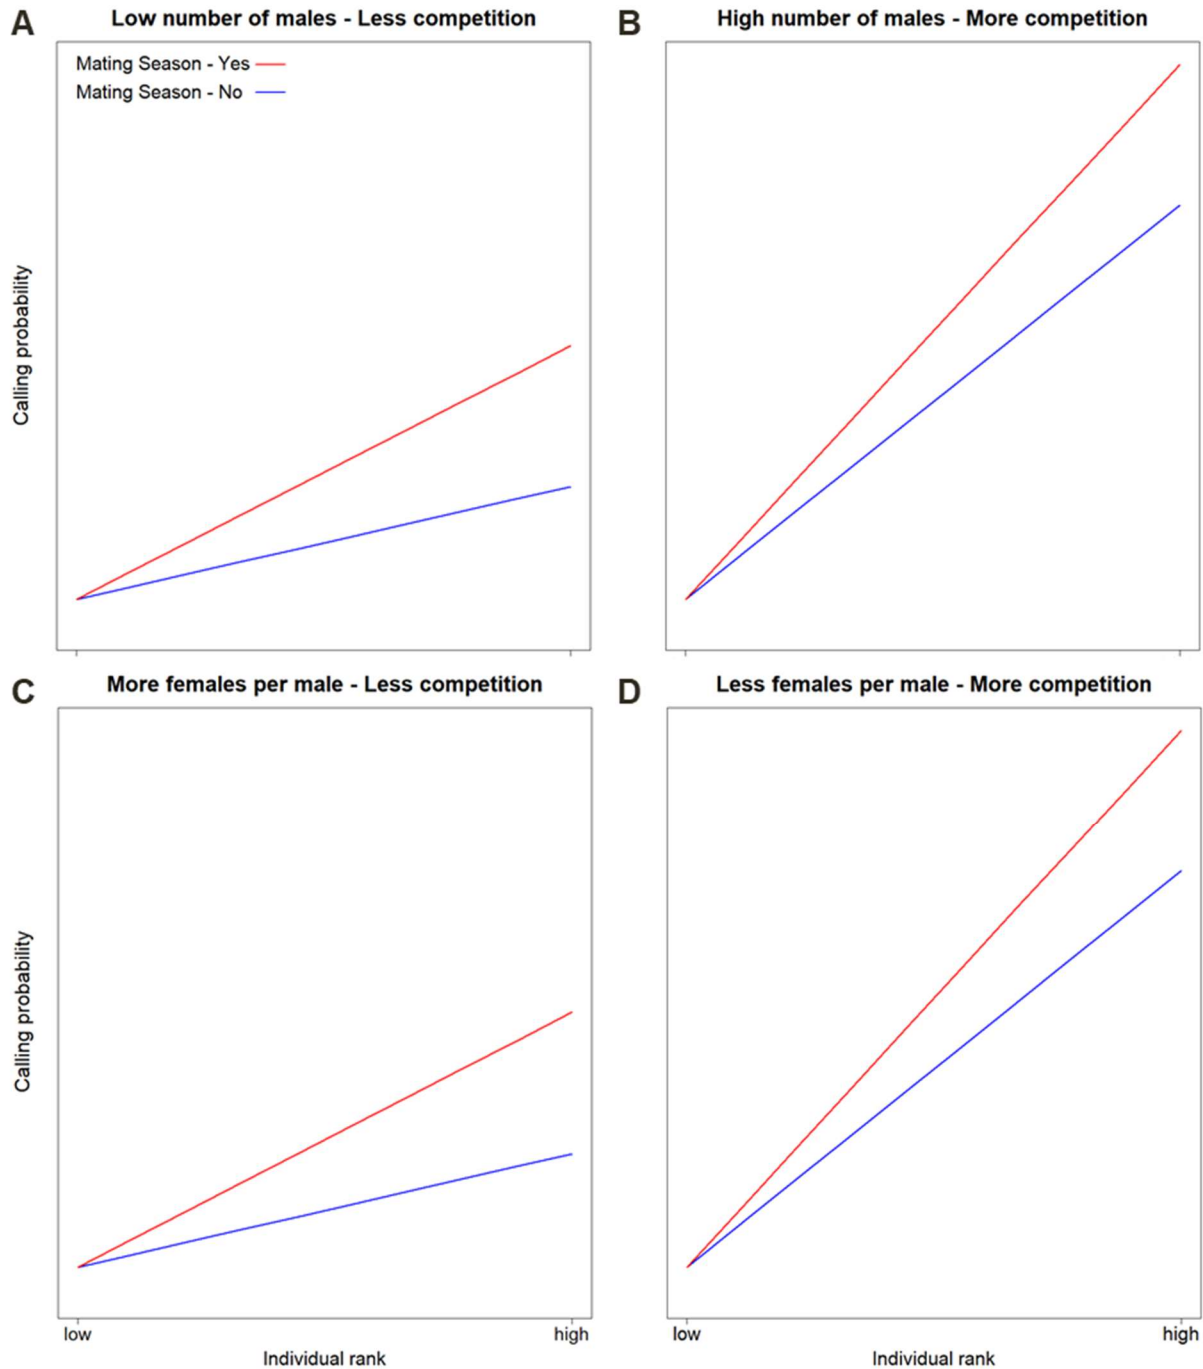 A
Low number of males - Less competition
Mating Season - Yes
Mating Season - No
Calling probability
B
High number of males - More competition
C
More females per male - Less competition
Calling probability
low
high
Individual rank
D
Less females per male - More competition
low
high
Individual rank